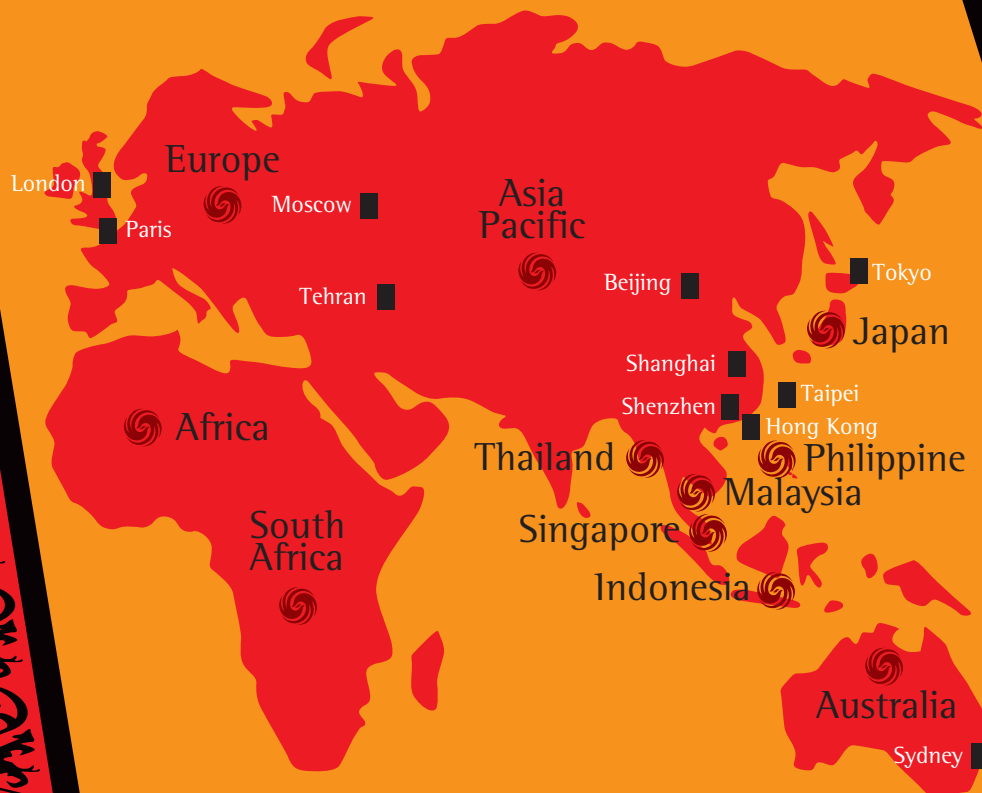 Europe
London
Moscow
Asia
Pacific
Paris
Tokyo
Beijing
Tehran
Japan
Shanghai
Taipei
Shenzhen
Hong Kong
Africa
Thailand
Philippine
Malaysia
South
Africa
Singapore
Indonesia
Australia
Sydney